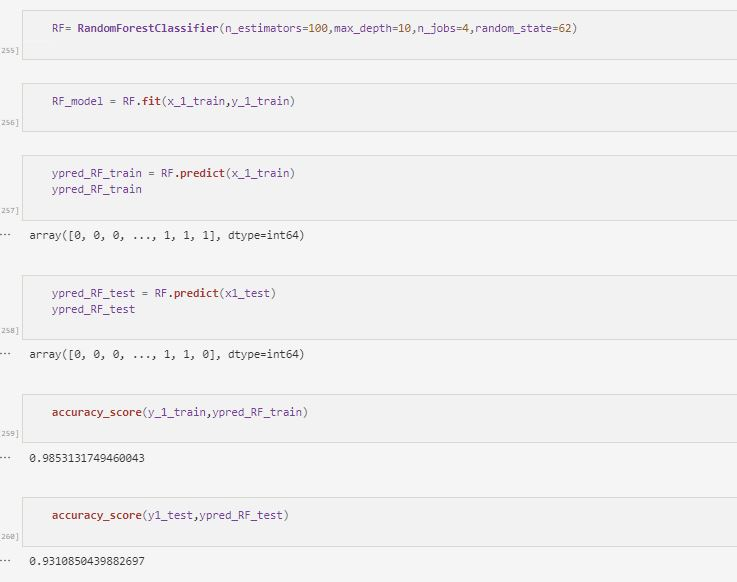 RF= RandomForestClassifier(n_estimators=100,max_depth=10,n_jobs=4,random_state=62)
255]
RF_model = RF.fit(x_1_train,y_1_train)
256]
ypred_RF_train = RF.predict(x_1_train)
ypred_RF_train
257]
... array([0, 0, 0, ..., 1, 1, 1], dtype=int64)
ypred_RF_test = RF.predict(x1_test)
ypred_RF_test
258]
... array([0, 0, 0, ..., 1, 1, 0], dtype=int64)
accuracy_score(y_1_train,ypred_RF_train)
259]
... 0.9853131749460043
accuracy_score(y1_test,ypred_RF_test)
260]
... 0.9310850439882697